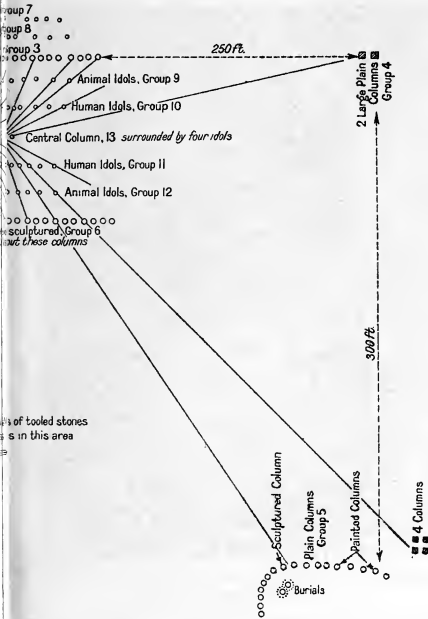 roup 7
roup 8
Group 3
250 ft.
2 Large Plain
Columns
Group 4
Animal Idols, Group 9
Human Idols, Group 10
Central Column, 13 surrounded by four idols
Human Idols, Group 11
Animal Idols, Group 12
sculptured, Group 6
out these columns
300 ft.
s of tooled stones
s in this area
Sculptured Column
Plain Columns
Group 5
Painted Columns
4 Columns
Burials